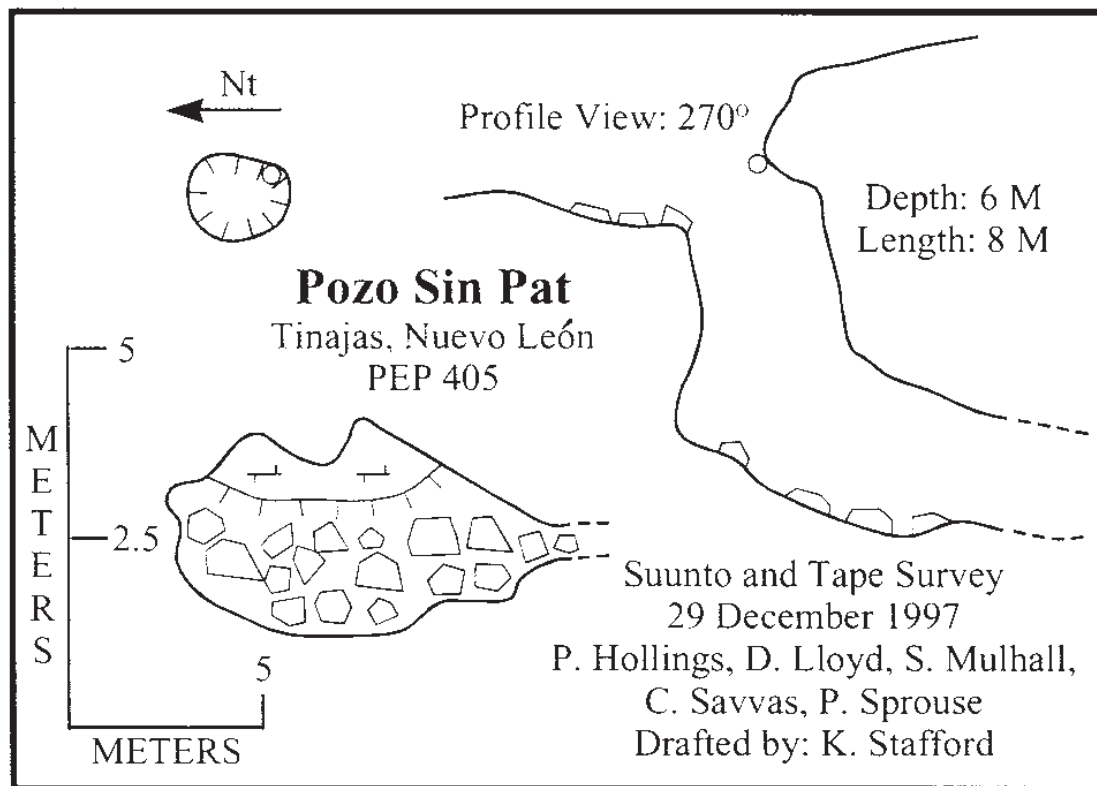 Nt
Profile View: 270°
Depth: 6 M
Length: 8 M
Pozo Sin Pat
Tinajas, Nuevo León
PEP 405
5
2.5
METERS
5
METERS
Suunto and Tape Survey
29 December 1997
P. Hollings, D. Lloyd, S. Mulhall,
C. Savvas, P. Sprouse
Drafted by: K. Stafford